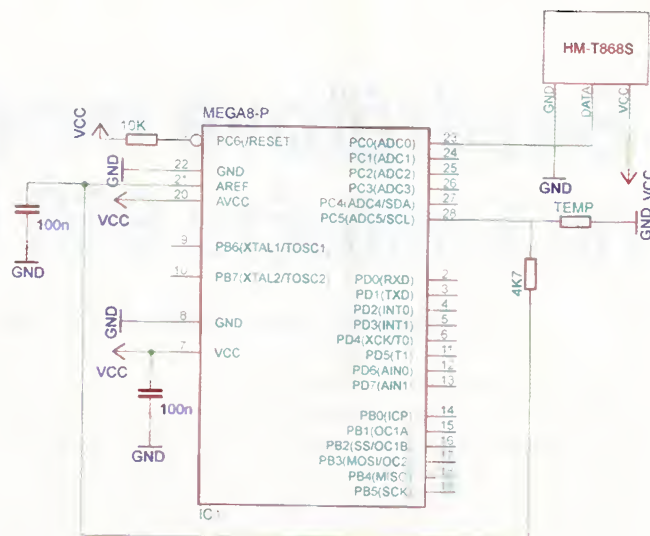 HM-T868S
GND
DATA
VCC
MEGA8-P
VCC
10K
PC6(/RESET
PC0(ADC0)
23
PC1(ADC1)
24
GND
22
GND
PC2(ADC2)
25
21
AREF
PC3(ADC3)
26
20
AVCC
PC4(ADC4/SDA)
27
PC5(ADC5/SCL)
28
GND
VCC
TEMP
GND
100n
VCC
GND
9
PB6(XTAL1/TOSC1
10
PB7(XTAL2/TOSC2)
PD0(RXD)
2
PD1(TXD)
3
4K7
PD2(INT0)
4
GND
8
GND
PD3(INT1)
5
PD4(XCK/T0)
6
7
VCC
PD5(T1)
11
VCC
PD6(AIN0)
12
PD7(AIN1)
13
100n
PB0(ICP)
14
PB1(OC1A
15
GND
PB2(SS/OC1B
16
PB3(MOSI/OC2
17
PB4(MISO
PB5(SCK)
IC1